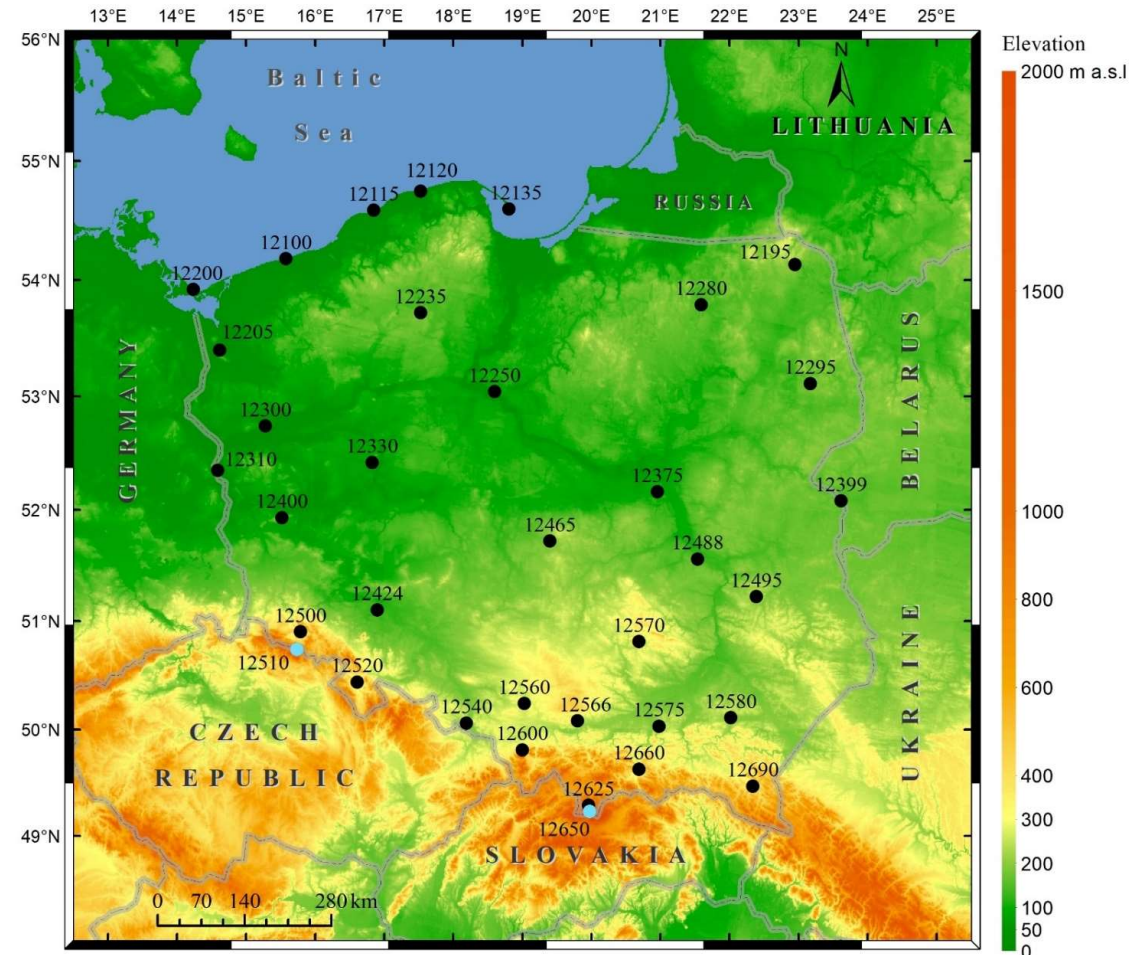 13°E 14°E 15°E 16°E 17°E 18°E 19°E 20°E 21°E 22°E 23°E 24°E 25°E
56°N
55°N
54°N
53°N
52°N
51°N
50°N
49°N
Baltic
Sea
N
LITHUANIA
RUSSIA
GERMANY
BELARUS
UKRAINE
CZECH
REPUBLIC
SLOVAKIA
12120
12115
12135
12100
12195
12200
12280
12235
12205
12295
12250
12300
12330
12310
12375
12399
12400
12465
12488
12495
12424
12500
12570
12510
12520
12560
12540
12566
12575
12580
12600
12660
12690
12625
12650
0 70 140 280 km
Elevation
2000 m a.s.l
1500
1000
800
600
400
300
200
100
50
0